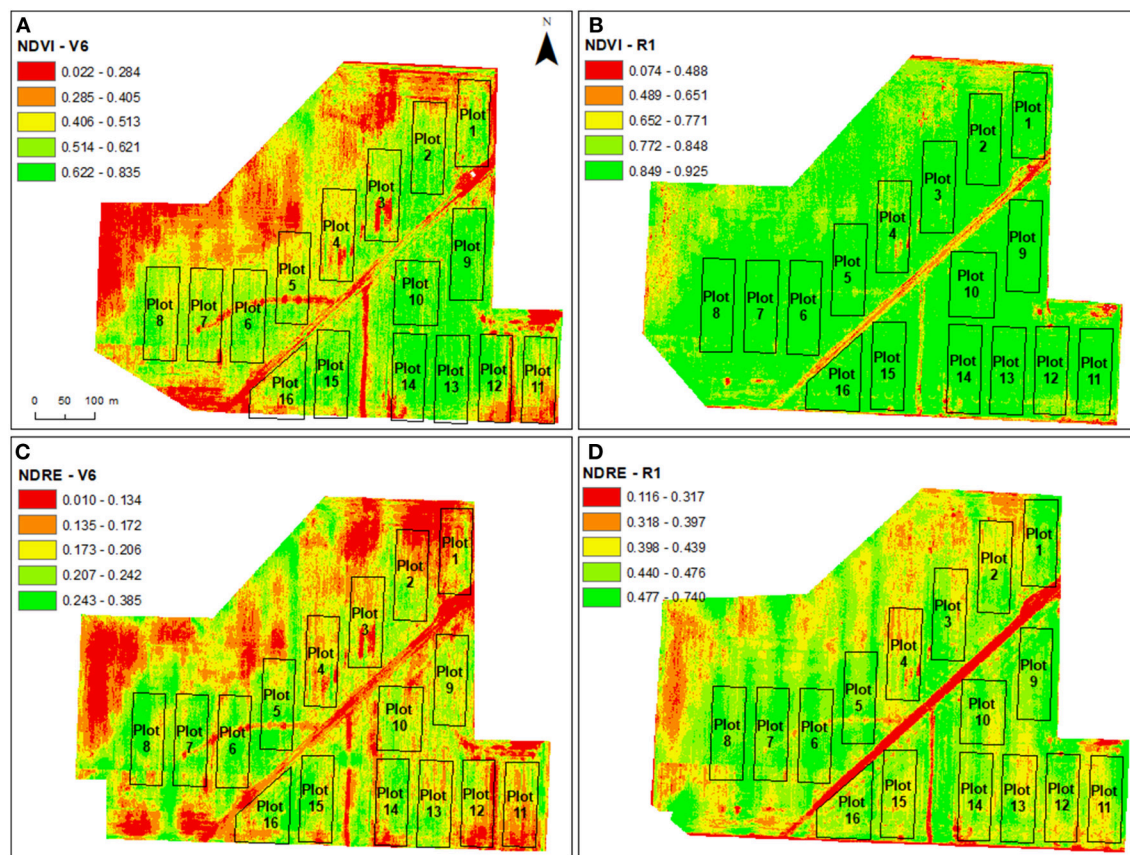 A
NDVI - V6
0.022 - 0.284
0.285 - 0.405
0.406 - 0.513
0.514 - 0.621
0.622 - 0.835
N
Plot
1
Plot
2
Plot
3
Plot
4
Plot
5
Plot
6
Plot
7
Plot
8
Plot
9
Plot
10
Plot
11
Plot
12
Plot
13
Plot
14
Plot
15
Plot
16
0 50 100 m
B
NDVI - R1
0.074 - 0.488
0.489 - 0.651
0.652 - 0.771
0.772 - 0.848
0.849 - 0.925
Plot
1
Plot
2
Plot
3
Plot
4
Plot
5
Plot
6
Plot
7
Plot
8
Plot
9
Plot
10
Plot
11
Plot
12
Plot
13
Plot
14
Plot
15
Plot
16
C
NDRE - V6
0.010 - 0.134
0.135 - 0.172
0.173 - 0.206
0.207 - 0.242
0.243 - 0.385
Plot
1
Plot
2
Plot
3
Plot
4
Plot
5
Plot
6
Plot
7
Plot
8
Plot
9
Plot
10
Plot
11
Plot
12
Plot
13
Plot
14
Plot
15
Plot
16
D
NDRE - R1
0.116 - 0.317
0.318 - 0.397
0.398 - 0.439
0.440 - 0.476
0.477 - 0.740
Plot
1
Plot
2
Plot
3
Plot
4
Plot
5
Plot
6
Plot
7
Plot
8
Plot
9
Plot
10
Plot
11
Plot
12
Plot
13
Plot
14
Plot
15
Plot
16